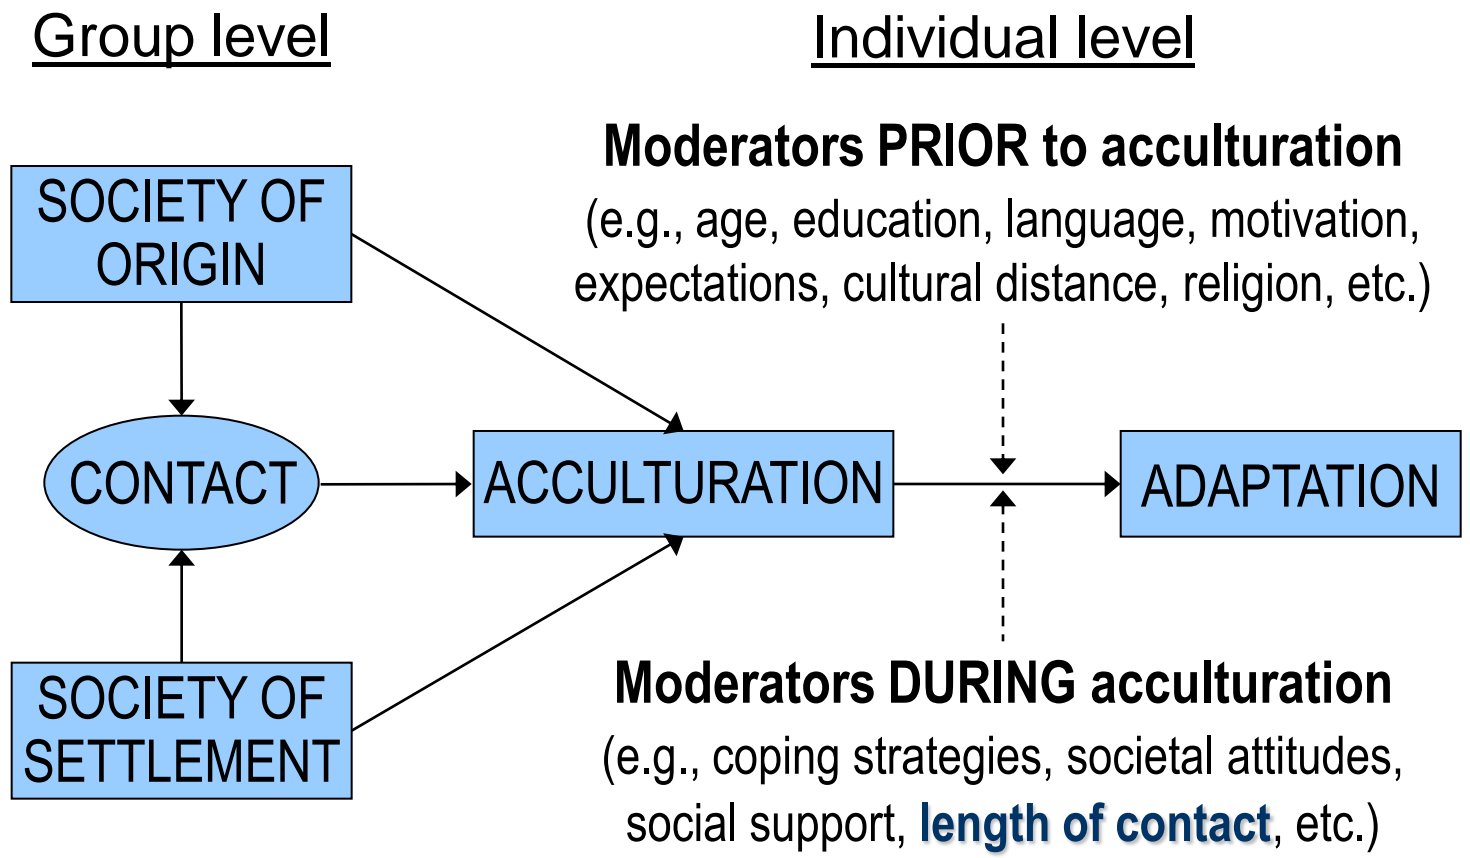 Group level
Individual level
Moderators PRIOR to acculturation
(e.g., age, education, language, motivation,
expectations, cultural distance, religion, etc.)
SOCIETY OF
ORIGIN
CONTACT
ACCULTURATION
ADAPTATION
SOCIETY OF
SETTLEMENT
Moderators DURING acculturation
(e.g., coping strategies, societal attitudes,
social support, length of contact, etc.)